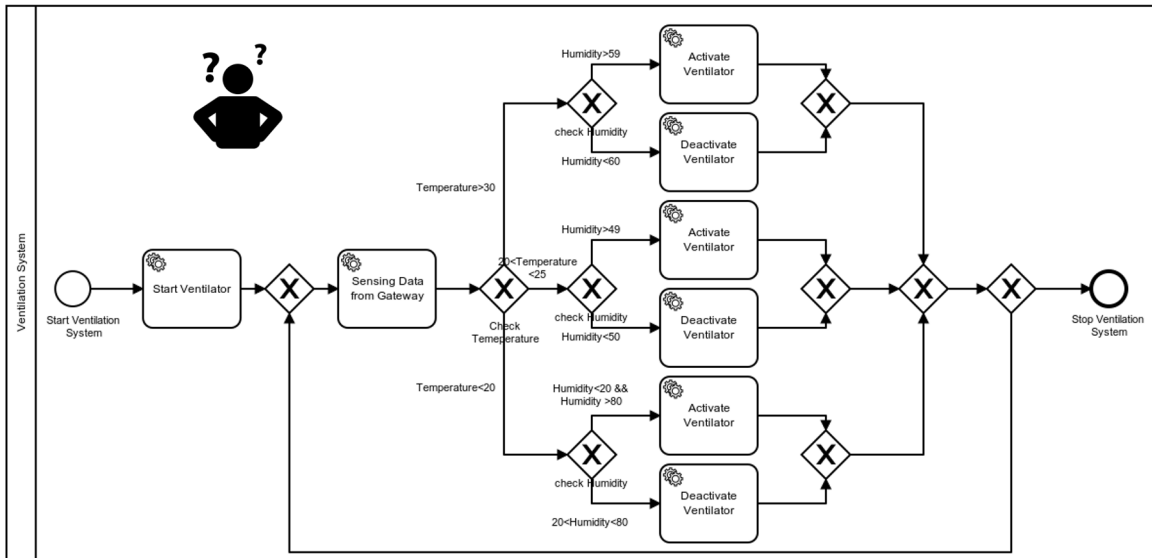 Ventilation System
? ?
Start Ventilation
System
Start Ventilator
Sensing Data
from Gateway
Check
Temeperature
Temperature>30
20<Temperature
<25
Temperature<20
Humidity>59
check Humidity
Humidity<60
Activate
Ventilator
Deactivate
Ventilator
Humidity>49
check Humidity
Humidity<50
Activate
Ventilator
Deactivate
Ventilator
Humidity<20 &&
Humidity >80
check Humidity
20<Humidity<80
Activate
Ventilator
Deactivate
Ventilator
Stop Ventilation
System